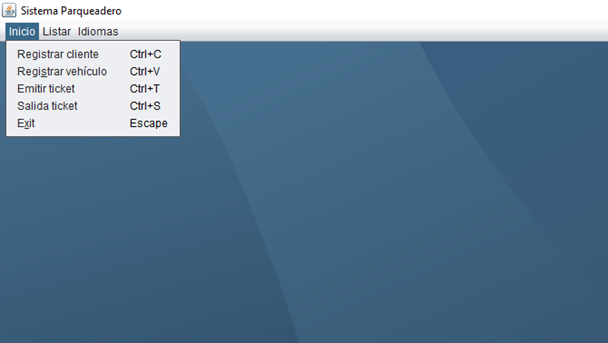 Sistema Parqueadero
Inicio Listar Idiomas
Registrar cliente Ctrl+C
Registrar vehículo Ctrl+V
Emitir ticket Ctrl+T
Salida ticket Ctrl+S
Exit Escape